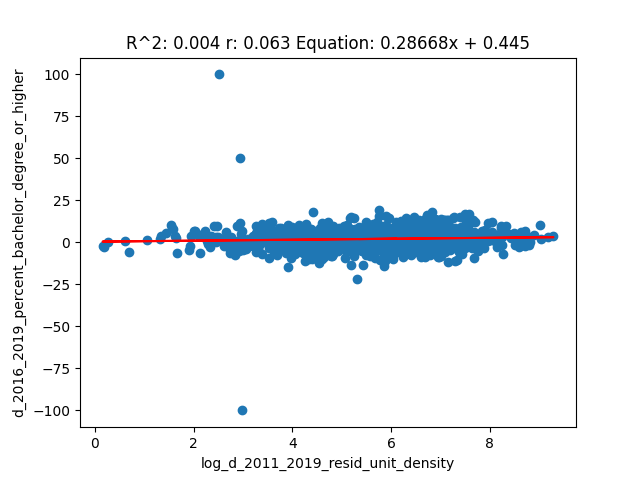 R^2: 0.004 r: 0.063 Equation: 0.28668x + 0.445
d_2016_2019_percent_bachelor_degree_or_higher
100
75
50
25
0
−25
−50
−75
−100
0 2 4 6 8
log_d_2011_2019_resid_unit_density